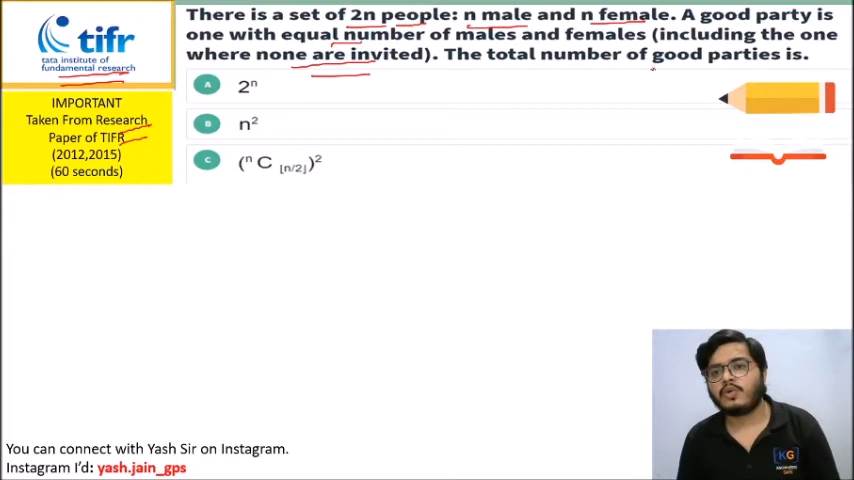 tifr
tata institute of
fundamental research
IMPORTANT
Taken From Research
Paper of TIFR
(2012,2015)
(60 seconds)
There is a set of 2n people: n male and n female. A good party is
one with equal number of males and females (including the one
where none are invited). The total number of good parties is.
A 2ⁿ
B n²
C (ⁿ C ⌊n/2⌋)²
KG
You can connect with Yash Sir on Instagram.
Instagram I'd: yash.jain_gps